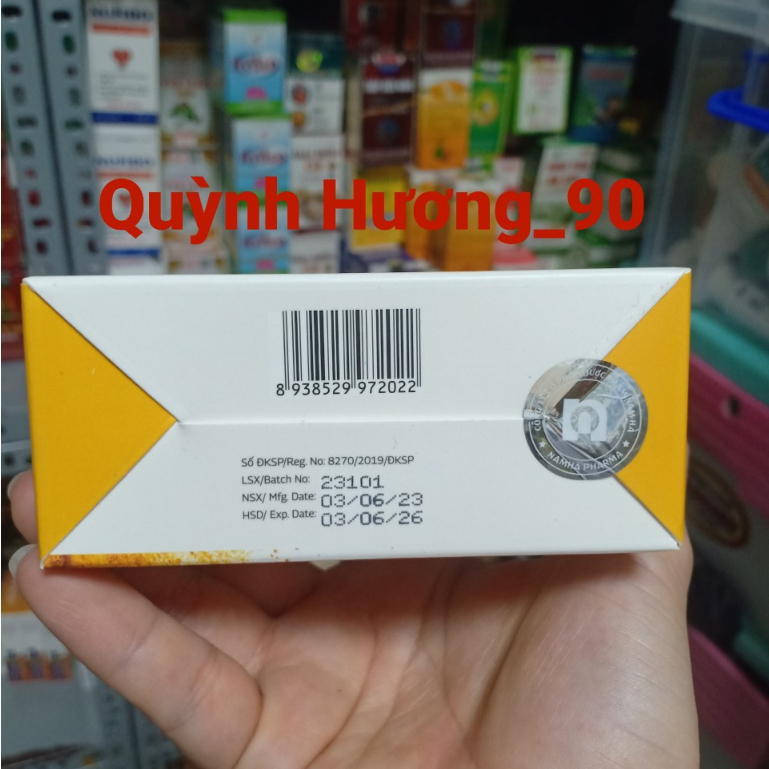 Quỳnh Hương_90
8 938529 972022
Số ĐKSP/Reg. No: 8270/2019/ĐKSP
LSX/Batch No: 23101
NSX/ Mfg. Date: 03/06/23
HSD/ Exp. Date: 03/06/26
n
NAMHA PHARMA